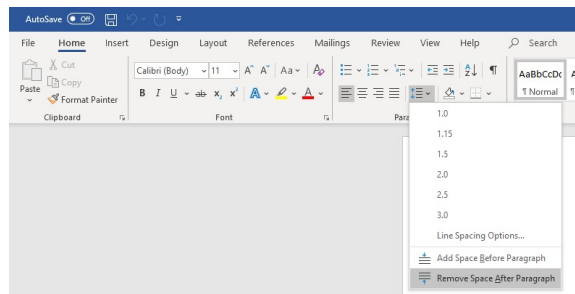 AutoSave Off
File Home Insert Design Layout References Mailings Review View Help Search
Cut
Copy
Paste
Format Painter
Clipboard
Calibri (Body) 11 A A Aa A
B I U ab x₂ x² A A
Font
Para
AaBbCcDc
¶ Normal
1.0
1.15
1.5
2.0
2.5
3.0
Line Spacing Options...
Add Space Before Paragraph
Remove Space After Paragraph